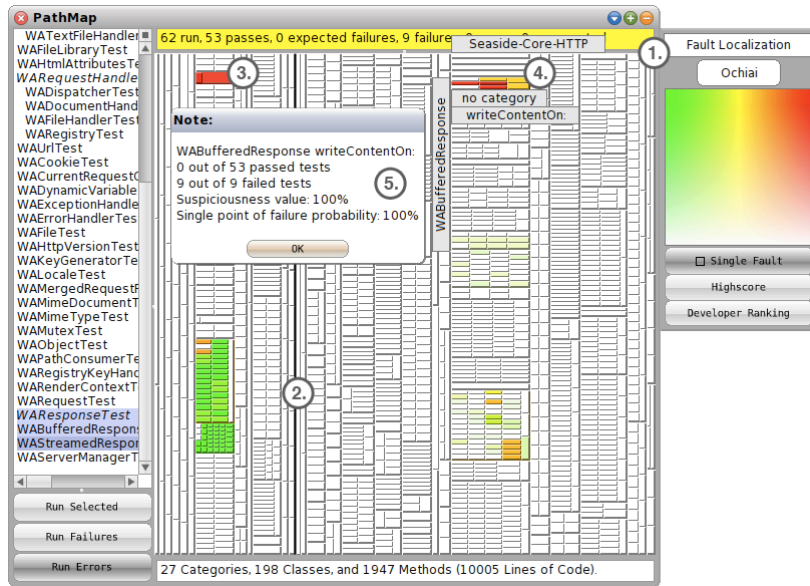 PathMap
WATextFileHandler
WAFileLibraryTest
WAHtmlAttributesTe
WARequestHandle
WADispatcherTest
WADocumentHand
WAFileHandlerTest
WARegistryTest
WAUrlTest
WACookieTest
WACurrentRequestC
WADynamicVariable
WAExceptionHandle
WAErrorHandlerTes
WAFileTest
WAHttpVersionTest
WAKeyGeneratorTe
WALocaleTest
WAMergedRequestF
WAMimeDocumentT
WAMimeTypeTest
WAMutexTest
WAObjectTest
WAPathConsumerTe
WARegistryKeyHand
WARenderContextT
WARequestTest
WAResponseTest
WABufferedRespons
WAStreamedRespor
WAServerManagerT
Run Selected
Run Failures
Run Errors
62 run, 53 passes, 0 expected failures, 9 failures
Seaside-Core-HTTP
3.
4.
no category
writeContentOn:
WABufferedResponse
Note:
WABufferedResponse writeContentOn:
0 out of 53 passed tests
9 out of 9 failed tests
Suspiciousness value: 100%
Single point of failure probability: 100%
5.
OK
2.
27 Categories, 198 Classes, and 1947 Methods (10005 Lines of Code).
1.
Fault Localization
Ochiai
Single Fault
Highscore
Developer Ranking